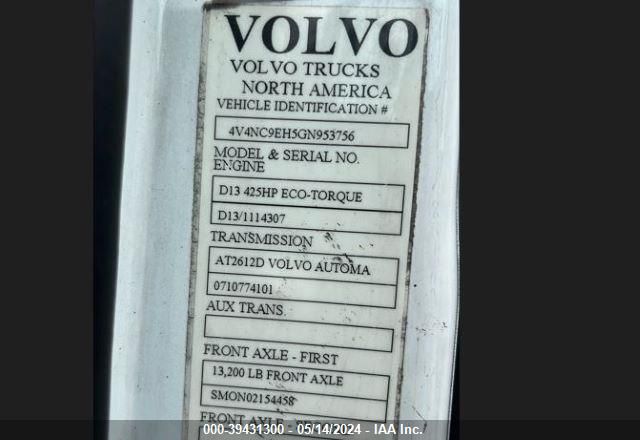 VOLVO
VOLVO TRUCKS
NORTH AMERICA
VEHICLE IDENTIFICATION #
4V4NC9EH5GN953756
MODEL & SERIAL NO.
ENGINE
D13 425HP ECO-TORQUE
D13/1114307
TRANSMISSION
AT2612D VOLVO AUTOMA
0710774101
AUX TRANS.
FRONT AXLE - FIRST
13,200 LB FRONT AXLE
SMON02154458
FRONT AXLE -
000-39431300 - 05/14/2024 - IAA Inc.